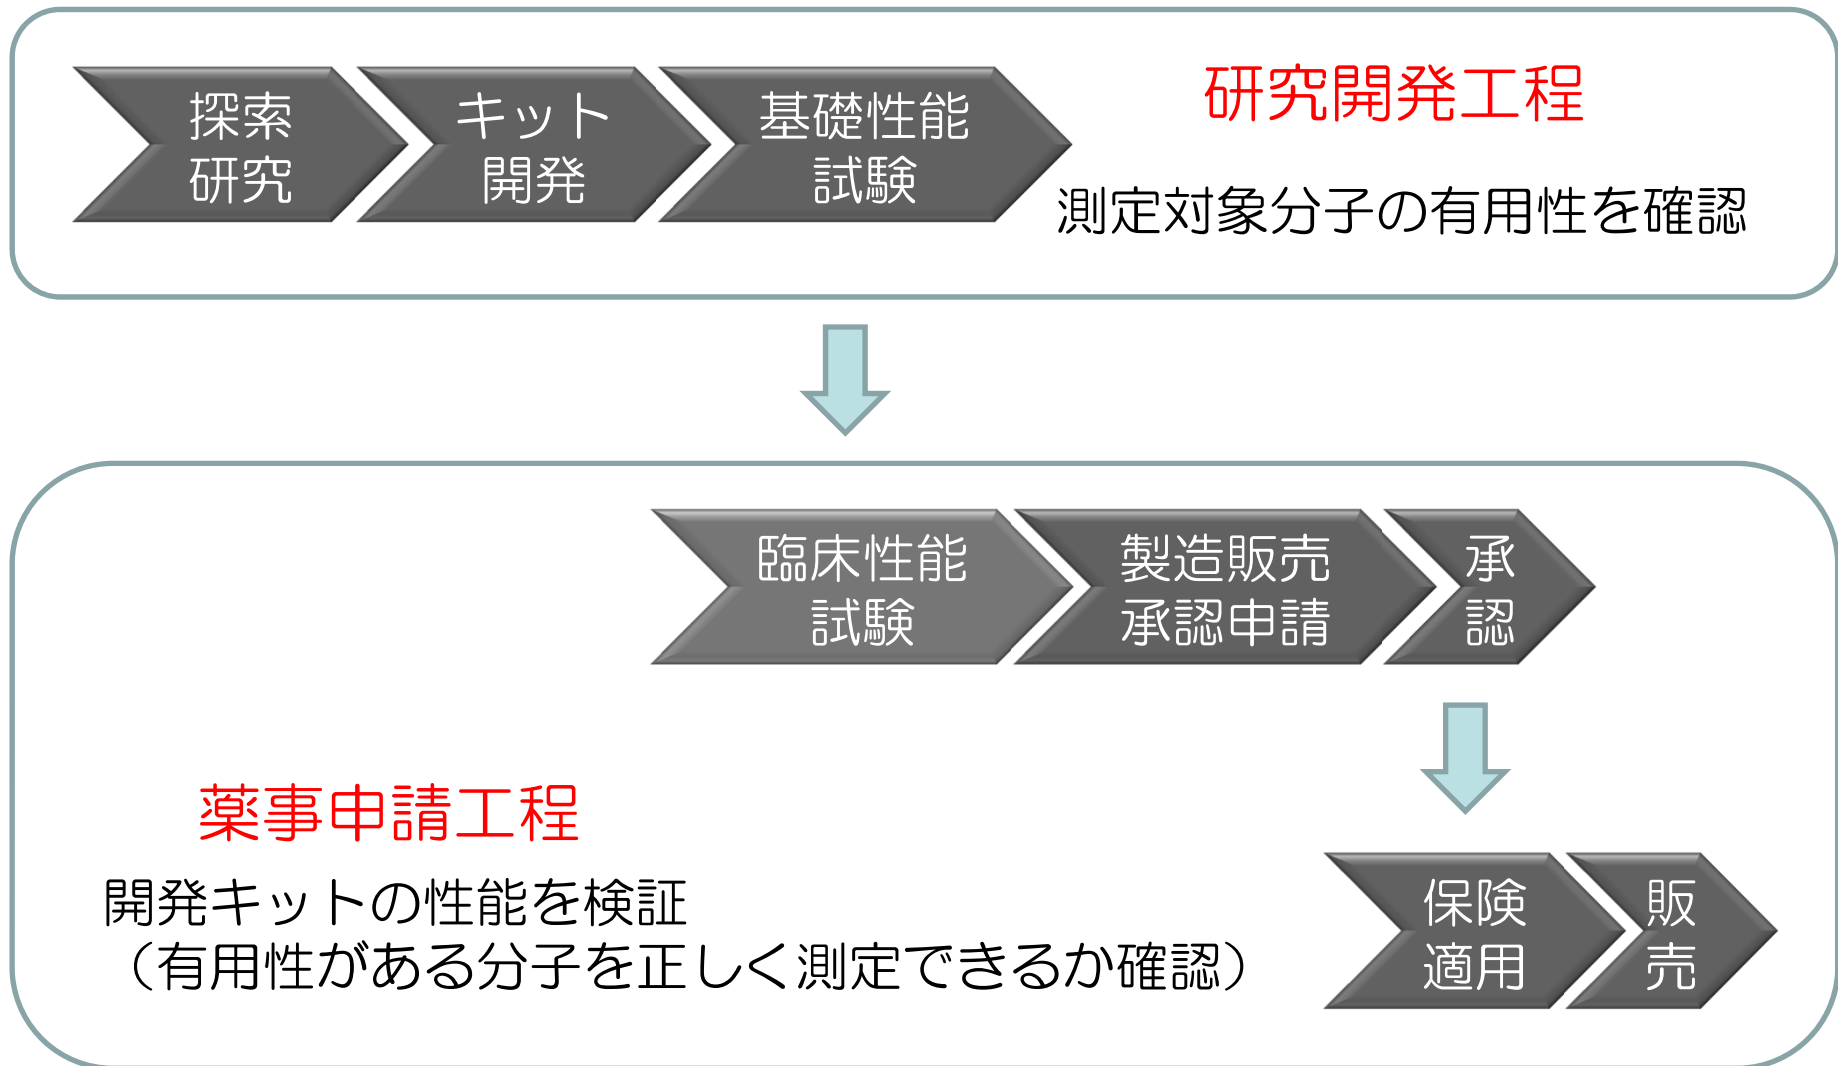 探索
研究
キット
開発
基礎性能
試験
研究開発工程
測定対象分子の有用性を確認
臨床性能
試験
製造販売
承認申請
承
認
薬事申請工程
開発キットの性能を検証
（有用性がある分子を正しく測定できるか確認）
保険
適用
販
売